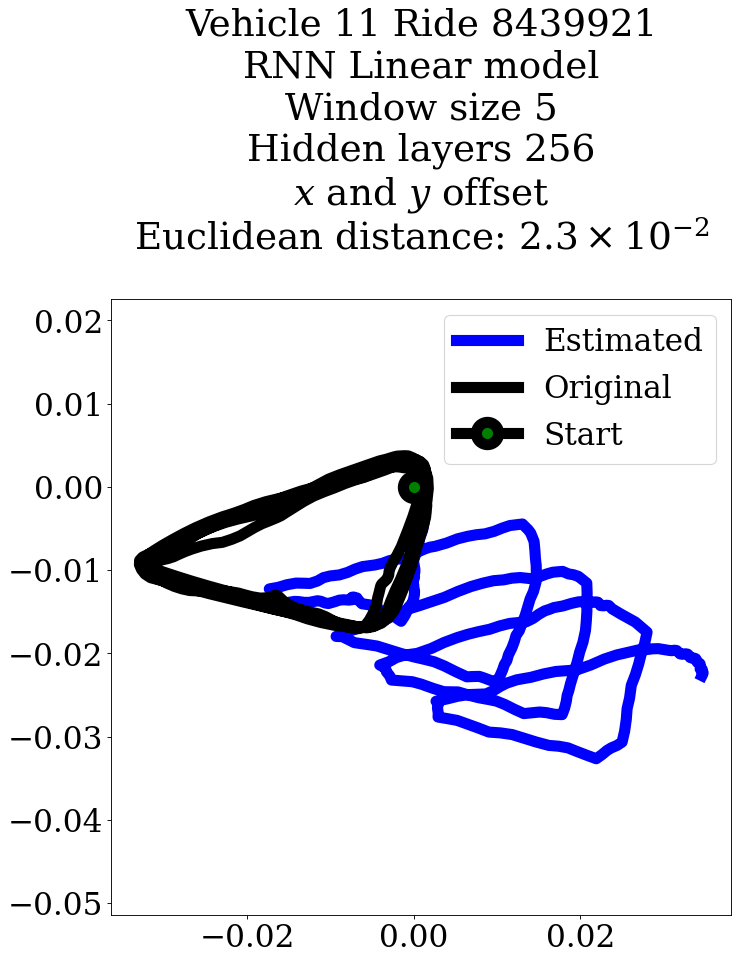 Vehicle 11 Ride 8439921
RNN Linear model
Window size 5
Hidden layers 256
x and y offset
Euclidean distance: 2.3 × 10⁻²
Estimated
Original
Start
0.02
0.01
0.00
−0.01
−0.02
−0.03
−0.04
−0.05
−0.02 0.00 0.02